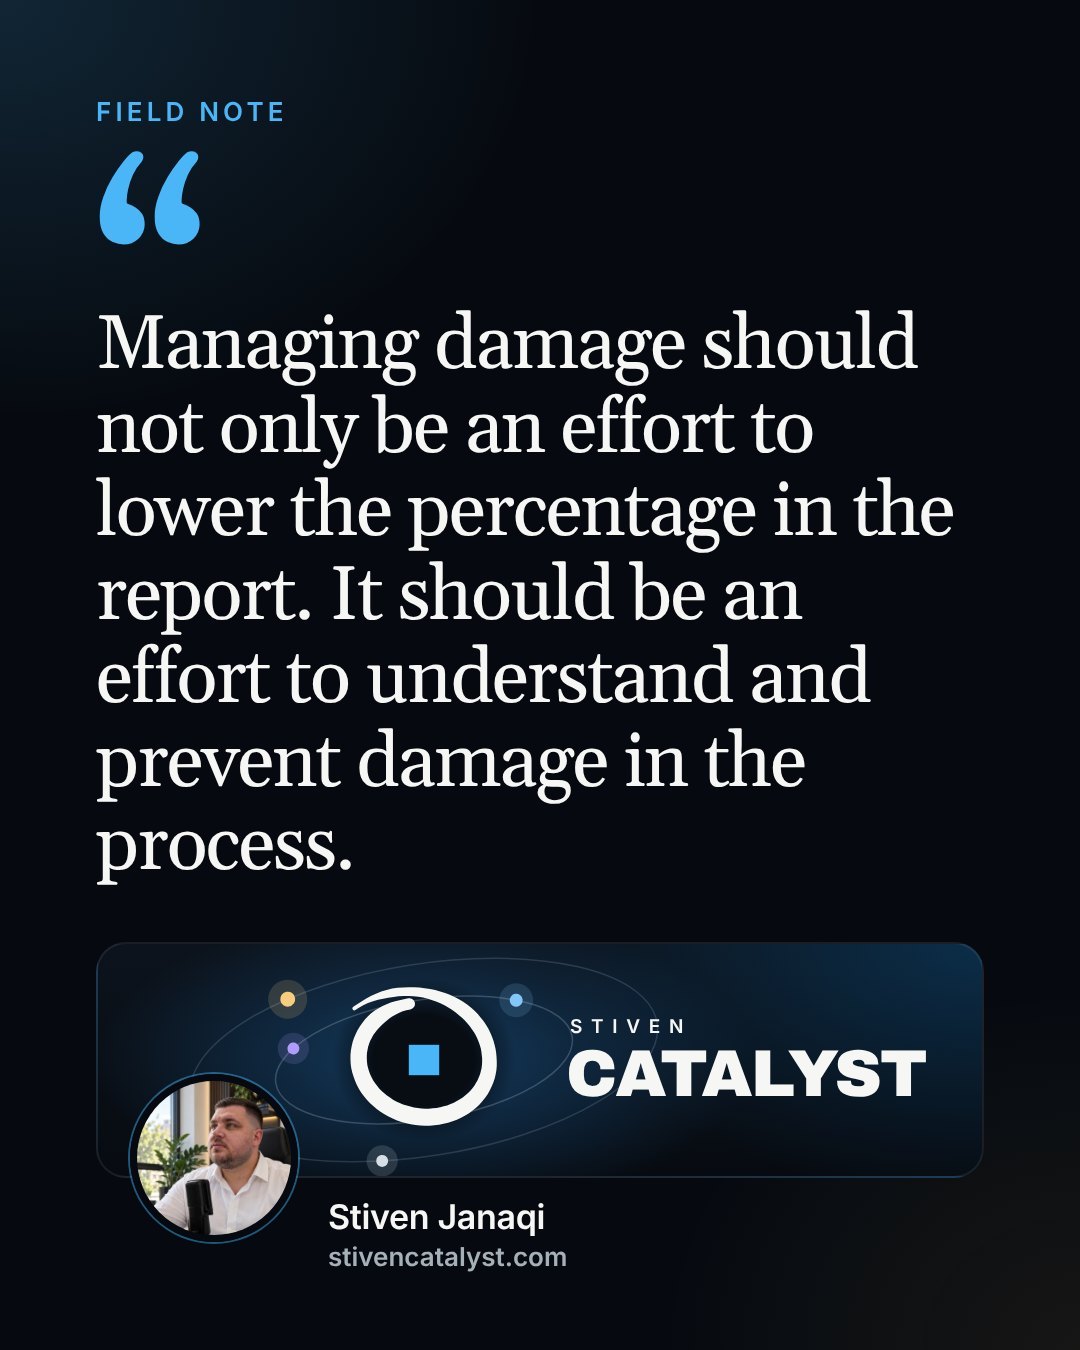 FIELD NOTE
“
Managing damage should
not only be an effort to
lower the percentage in the
report. It should be an
effort to understand and
prevent damage in the
process.
STIVEN
CATALYST
Stiven Janaqi
stivencatalyst.com